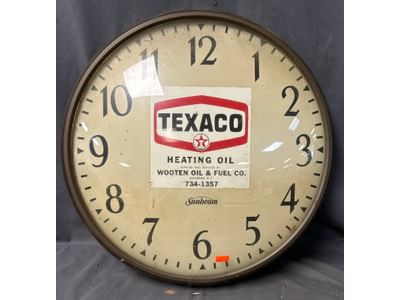 12
11
1
10
2
TEXACO
T
9
HEATING OIL
3
WOOTEN OIL & FUEL CO.
734-1357
8
4
Sunbeam
7
5
6